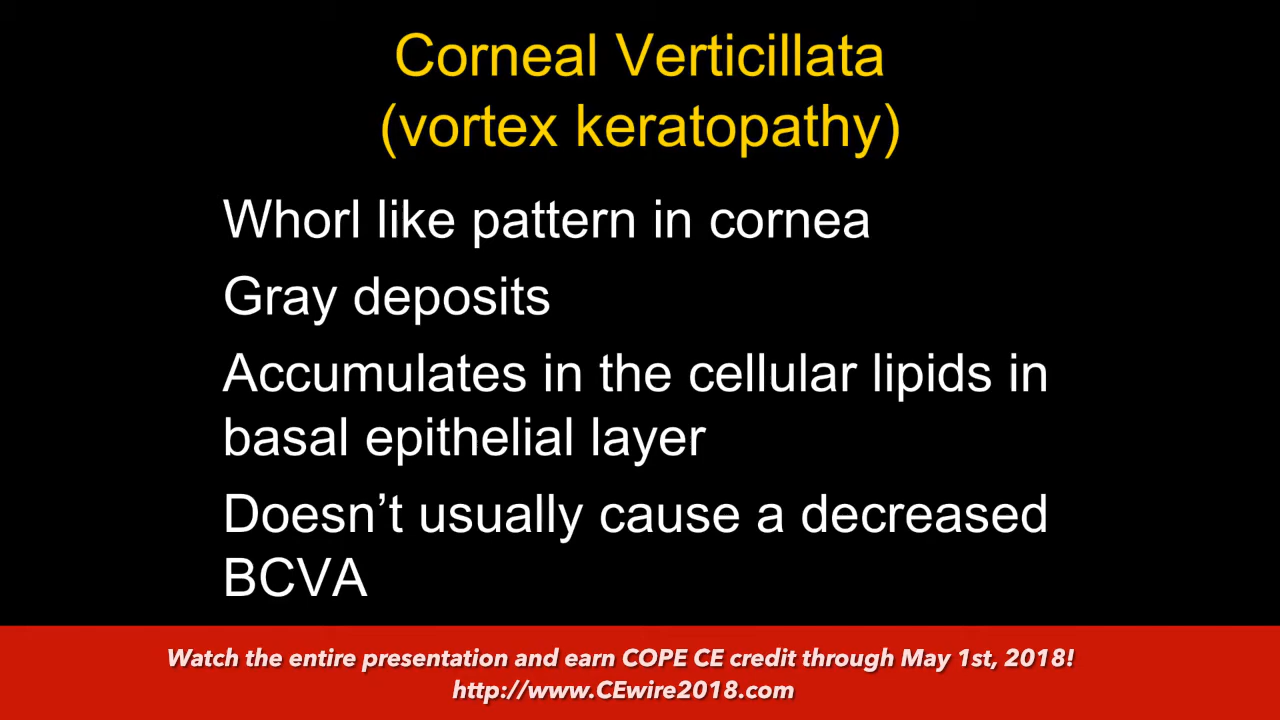 Corneal Verticillata
(vortex keratopathy)
Whorl like pattern in cornea
Gray deposits
Accumulates in the cellular lipids in
basal epithelial layer
Doesn’t usually cause a decreased
BCVA
Watch the entire presentation and earn COPE CE credit through May 1st, 2018!
http://www.CEwire2018.com